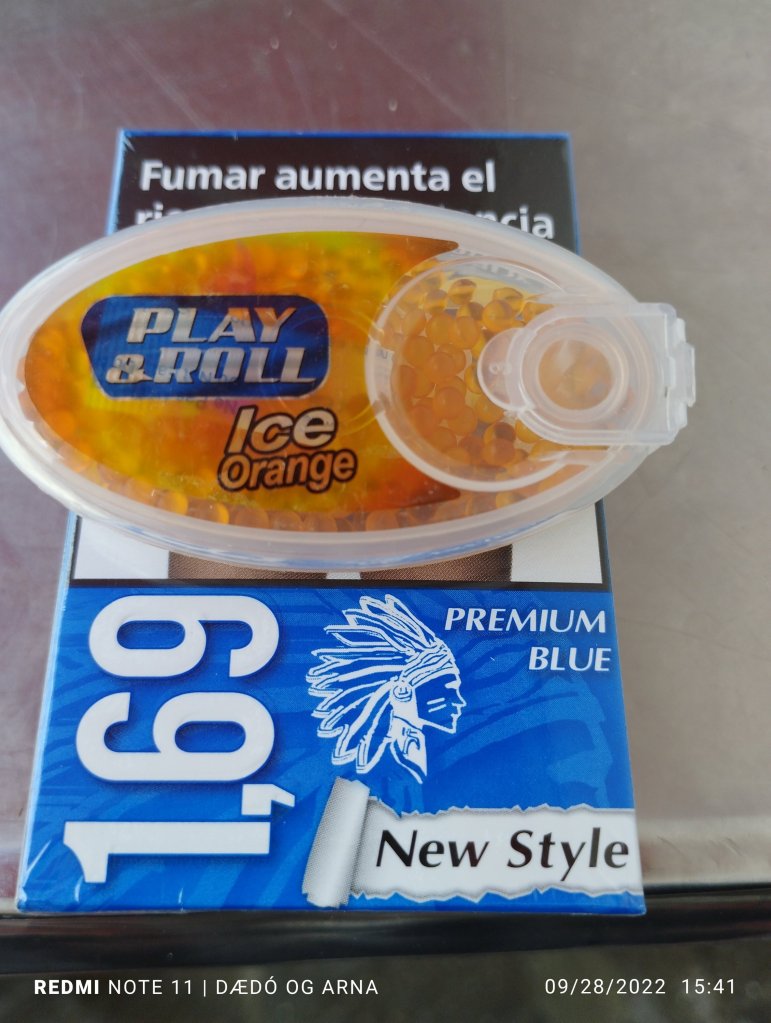 Fumar aumenta el
PLAY
& ROLL
Ice
Orange
1,69
PREMIUM
BLUE
New Style
REDMI NOTE 11 | DÆDÓ OG ARNA
09/28/2022 15:41